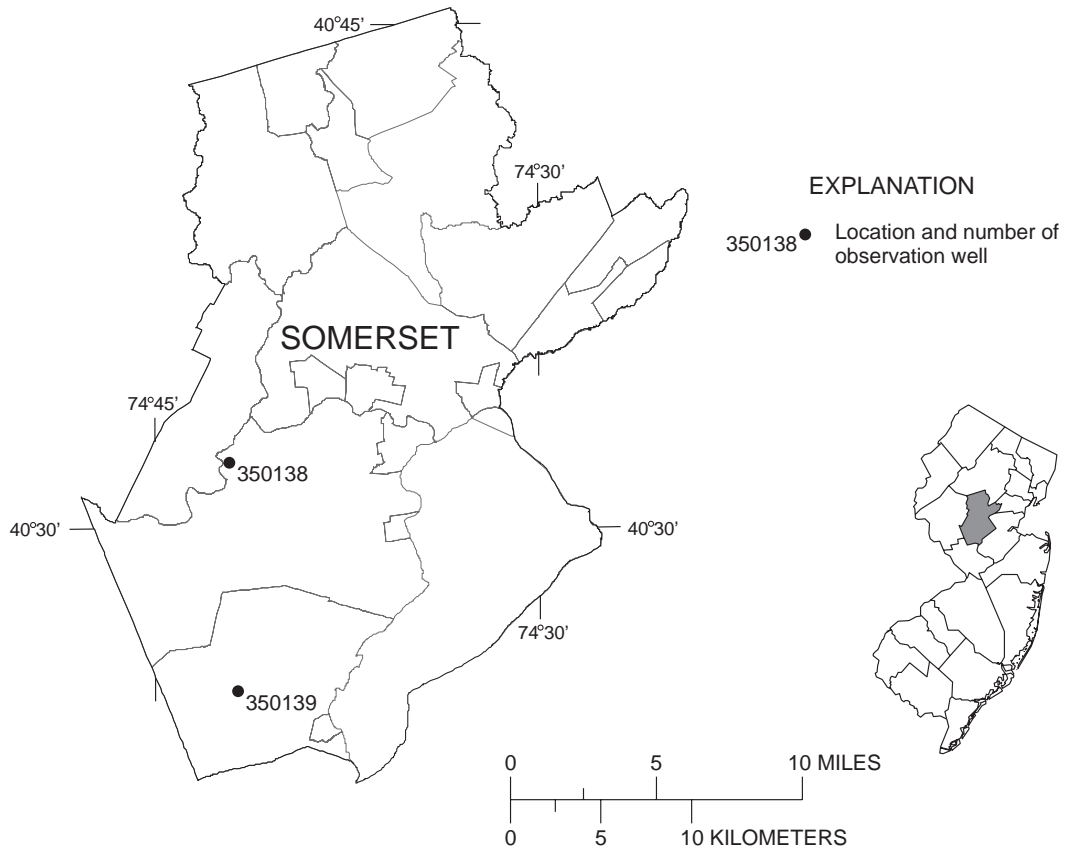 40°45’
74°30’
EXPLANATION
350138
Location and number of
observation well
SOMERSET
74°45’
350138
40°30’
40°30’
74°30’
350139
0 5 10 MILES
0 5 10 KILOMETERS